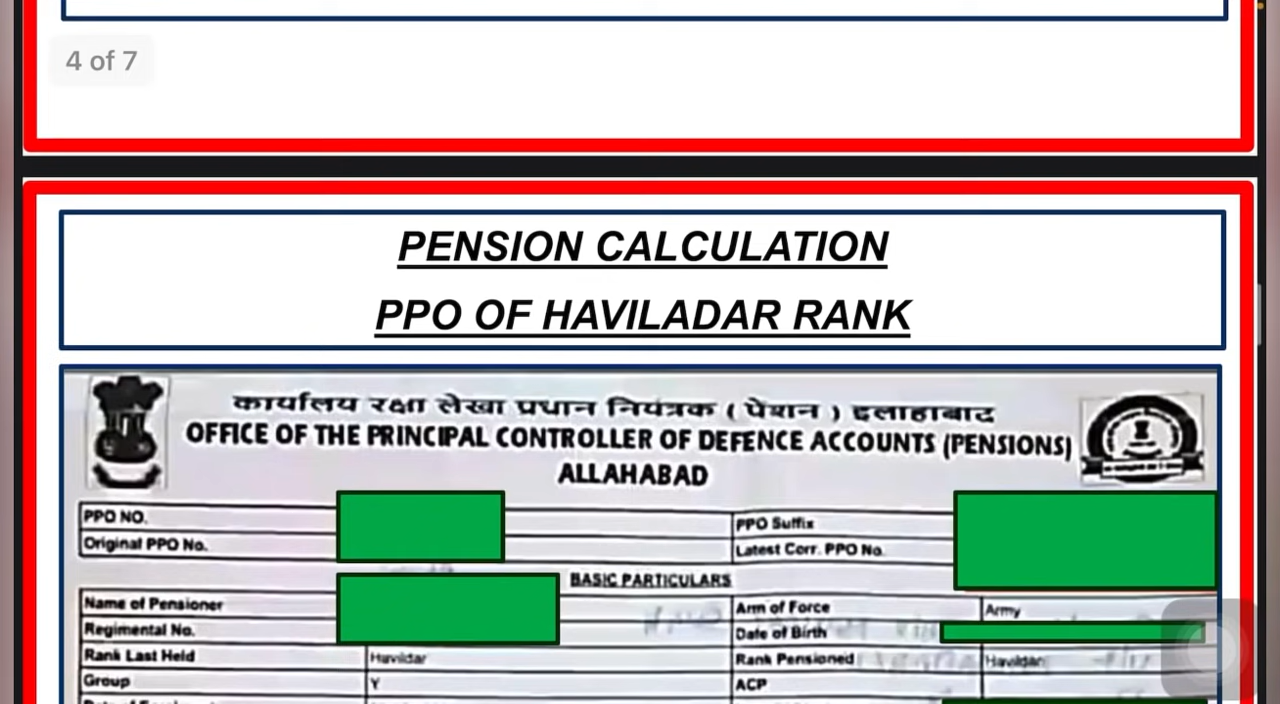 4 of 7
PENSION CALCULATION
PPO OF HAVILADAR RANK
कार्यालय रक्षा लेखा प्रधान नियंत्रक ( पेंशन ) इलाहाबाद
OFFICE OF THE PRINCIPAL CONTROLLER OF DEFENCE ACCOUNTS (PENSIONS)
ALLAHABAD
PPO NO. PPO Suffix
Original PPO No. Latest Corr. PPO No.
BASIC PARTICULARS
Name of Pensioner Arm of Force Army
Regimental No. Date of Birth
Rank Last Held Havildar Rank Pensioned Havildar
Group Y ACP